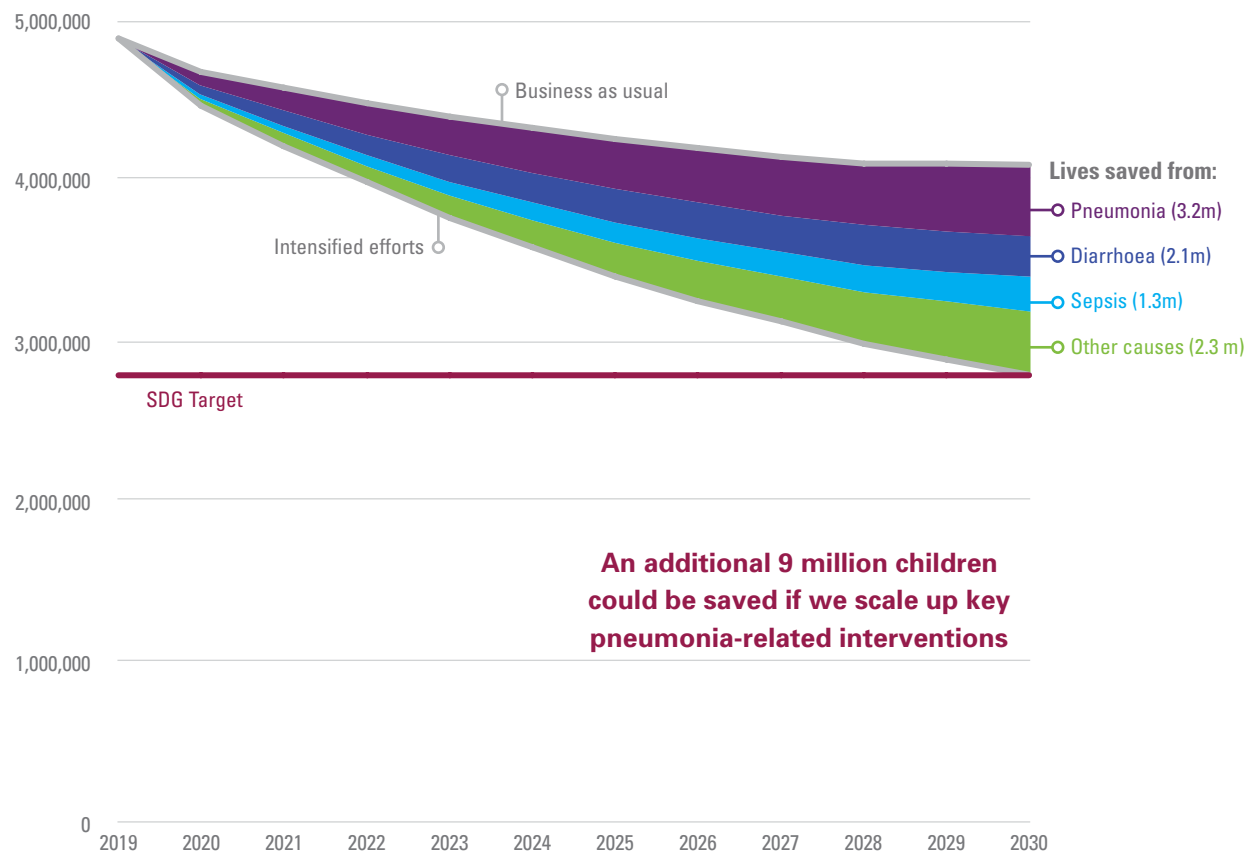 5,000,000
Business as usual
4,000,000
Lives saved from:
Pneumonia (3.2m)
Intensified efforts
Diarrhoea (2.1m)
Sepsis (1.3m)
3,000,000
Other causes (2.3 m)
SDG Target
2,000,000
An additional 9 million children
could be saved if we scale up key
pneumonia-related interventions
1,000,000
0
2019 2020 2021 2022 2023 2024 2025 2026 2027 2028 2029 2030